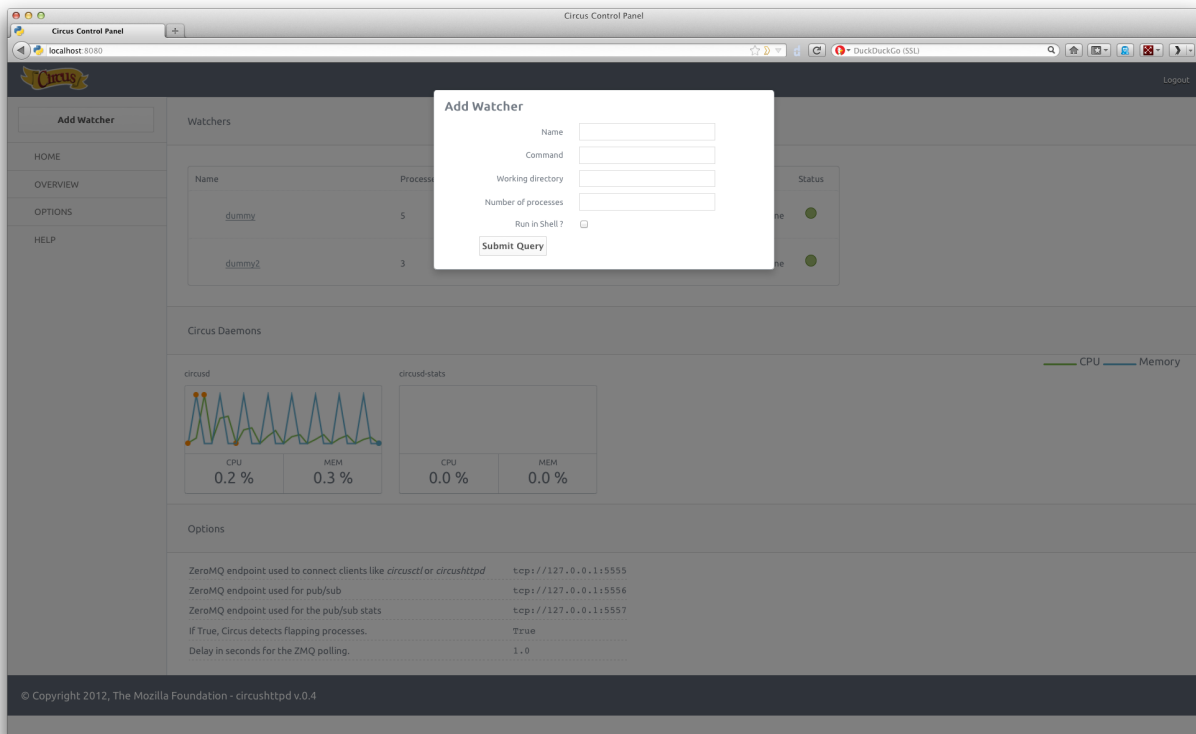 Circus Control Panel
Circus Control Panel
localhost:8080
DuckDuckGo (SSL)
Circus
Logout
Add Watcher
HOME
OVERVIEW
OPTIONS
HELP
Watchers
Name Processe Status
dummy 5 ne
dummy2 3 ne
Add Watcher
Name
Command
Working directory
Number of processes
Run in Shell ?
Submit Query
Circus Daemons
CPU Memory
circusd circusd-stats
CPU MEM CPU MEM
0.2 % 0.3 % 0.0 % 0.0 %
Options
ZeroMQ endpoint used to connect clients like circusctl or circushttpd tcp://127.0.0.1:5555
ZeroMQ endpoint used for pub/sub tcp://127.0.0.1:5556
ZeroMQ endpoint used for the pub/sub stats tcp://127.0.0.1:5557
If True, Circus detects flapping processes. True
Delay in seconds for the ZMQ polling. 1.0
© Copyright 2012, The Mozilla Foundation - circushttpd v.0.4